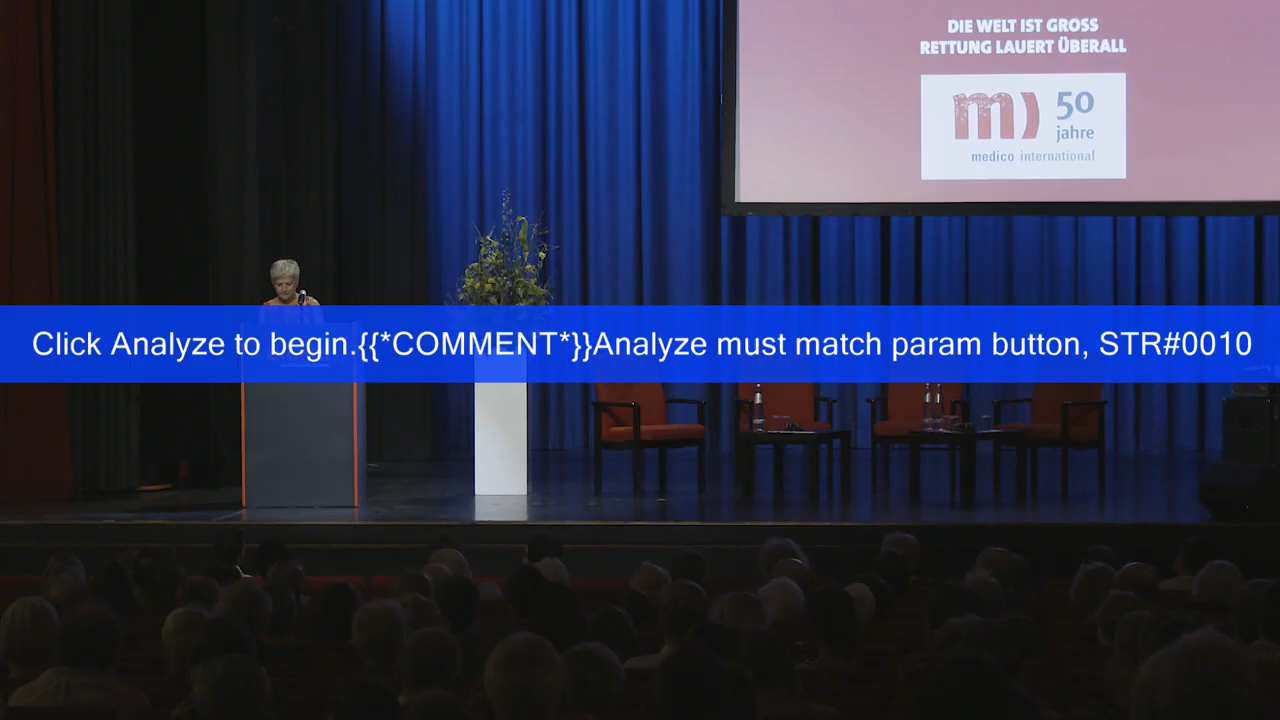 DIE WELT IST GROSS
RETTUNG LAUERT ÜBERALL
m) 50
jahre
medico international
Click Analyze to begin.{{*COMMENT*}}Analyze must match param button, STR#0010